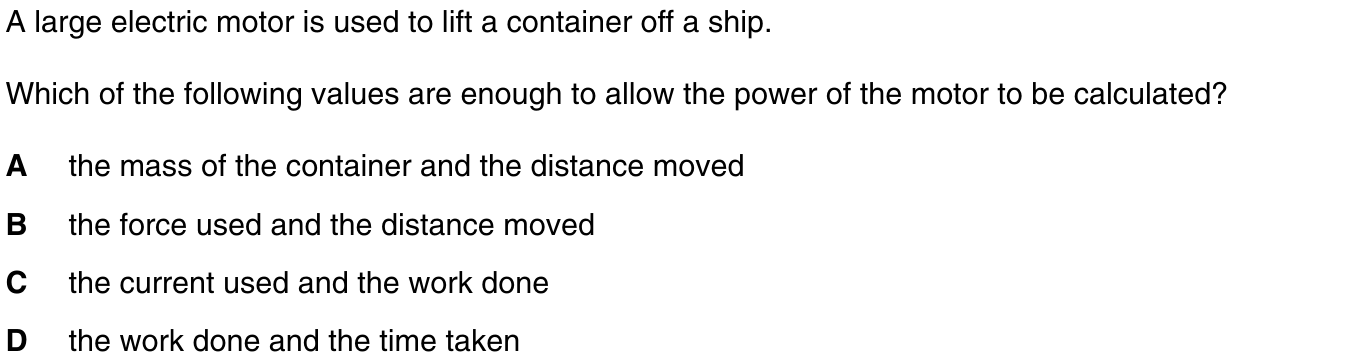 A large electric motor is used to lift a container off a ship.
Which of the following values are enough to allow the power of the motor to be calculated?
A the mass of the container and the distance moved
B the force used and the distance moved
C the current used and the work done
D the work done and the time taken